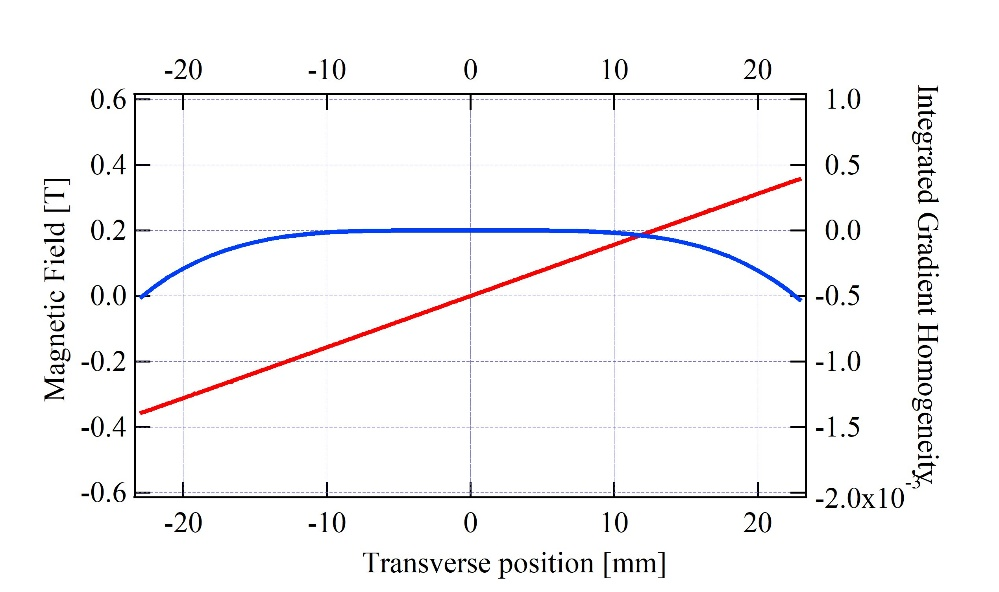 -20 -10 0 10 20
0.6
0.4
0.2
0.0
-0.2
-0.4
-0.6
Magnetic Field [T]
1.0
0.5
0.0
-0.5
-1.0
-1.5
-2.0x10-3
Integrated Gradient Homogeneity
-20 -10 0 10 20
Transverse position [mm]